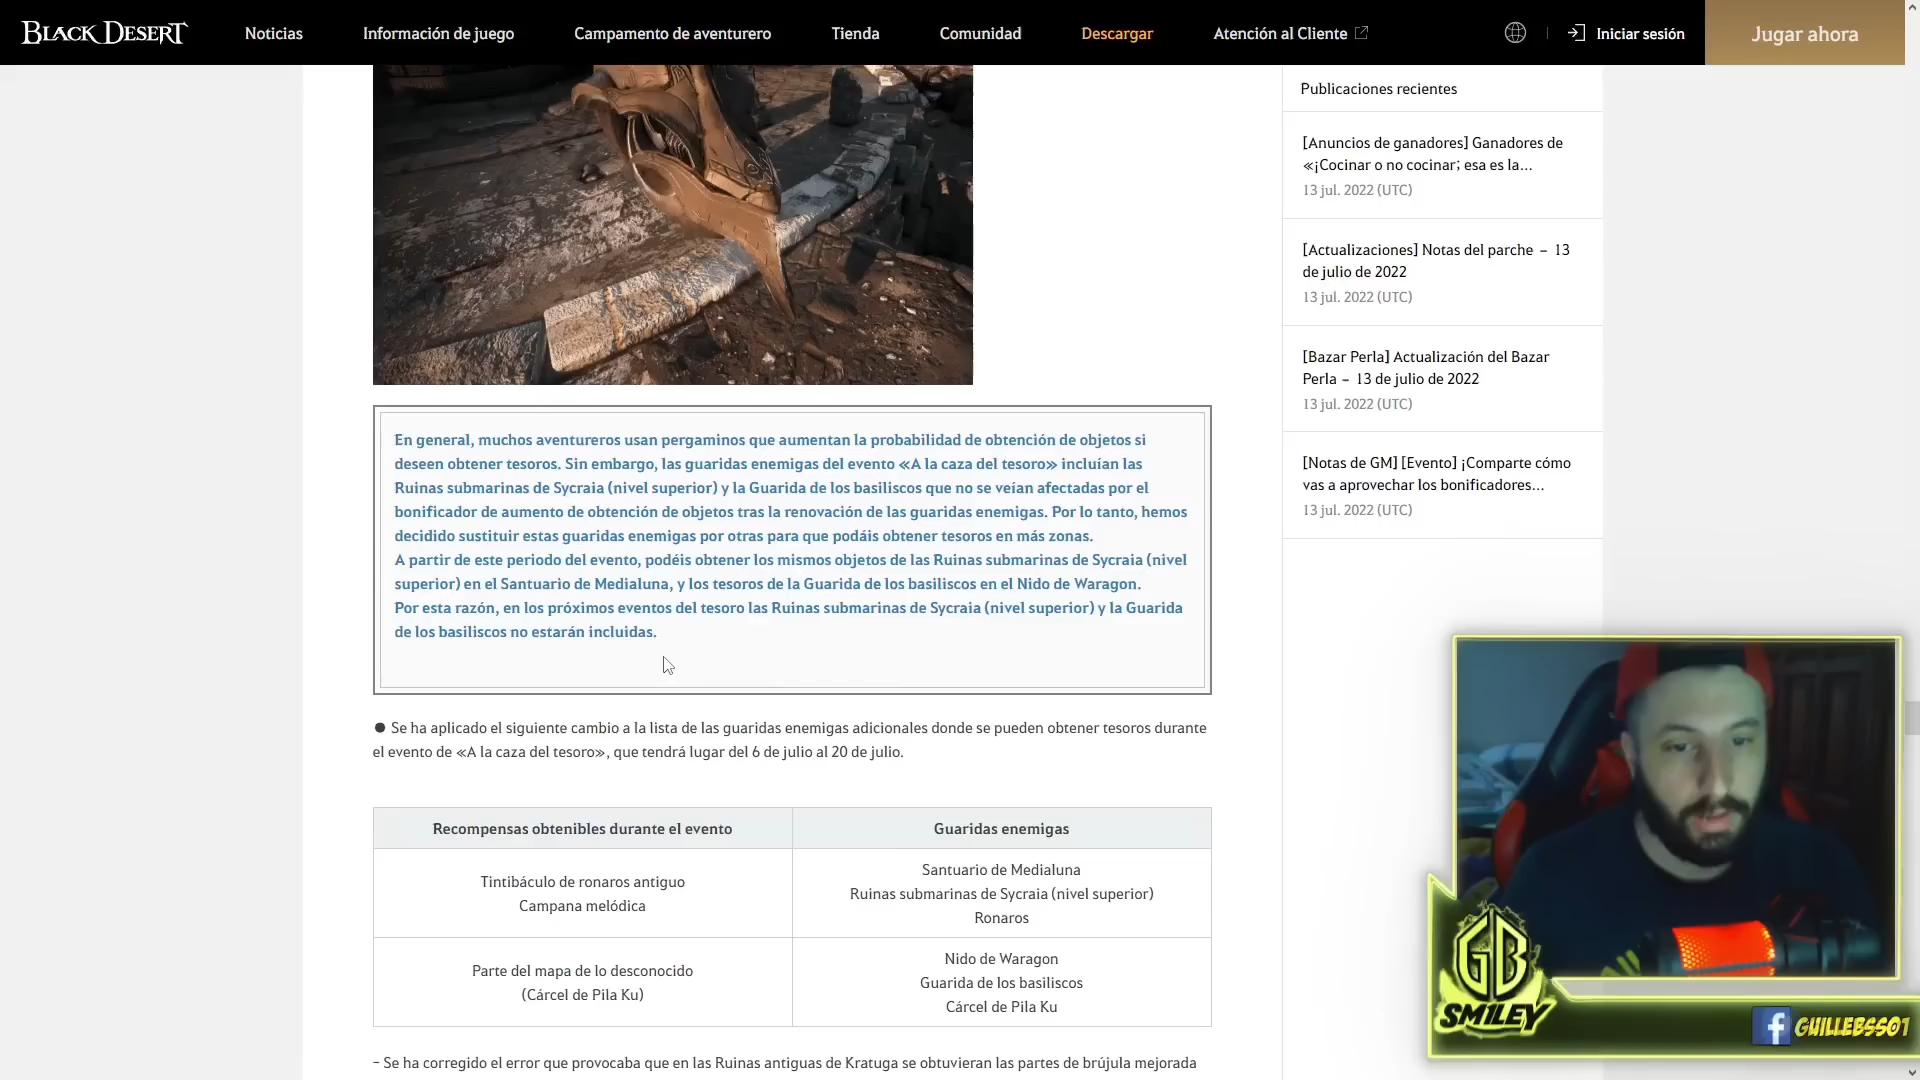 BLACK DESERT
Noticias
Información de juego
Campamento de aventurero
Tienda
Comunidad
Descargar
Atención al Cliente
Iniciar sesión
Jugar ahora
En general, muchos aventureros usan pergaminos que aumentan la probabilidad de obtención de objetos si
deseen obtener tesoros. Sin embargo, las guaridas enemigas del evento «A la caza del tesoro» incluían las
Ruinas submarinas de Sycraia (nivel superior) y la Guarida de los basiliscos que no se veían afectadas por el
bonificador de aumento de obtención de objetos tras la renovación de las guaridas enemigas. Por lo tanto, hemos
decidido sustituir estas guaridas enemigas por otras para que podáis obtener tesoros en más zonas.
A partir de este periodo del evento, podéis obtener los mismos objetos de las Ruinas submarinas de Sycraia (nivel
superior) en el Santuario de Medialuna, y los tesoros de la Guarida de los basiliscos en el Nido de Waragon.
Por esta razón, en los próximos eventos del tesoro las Ruinas submarinas de Sycraia (nivel superior) y la Guarida
de los basiliscos no estarán incluidas.
● Se ha aplicado el siguiente cambio a la lista de las guaridas enemigas adicionales donde se pueden obtener tesoros durante
el evento de «A la caza del tesoro», que tendrá lugar del 6 de julio al 20 de julio.
Recompensas obtenibles durante el evento
Guaridas enemigas
Tintibáculo de ronaros antiguo
Campana melódica
Santuario de Medialuna
Ruinas submarinas de Sycraia (nivel superior)
Ronaros
Parte del mapa de lo desconocido
(Cárcel de Pila Ku)
Nido de Waragon
Guarida de los basiliscos
Cárcel de Pila Ku
- Se ha corregido el error que provocaba que en las Ruinas antiguas de Kratuga se obtuvieran las partes de brújula mejorada
Publicaciones recientes
[Anuncios de ganadores] Ganadores de
«¡Cocinar o no cocinar; esa es la...
13 jul. 2022 (UTC)
[Actualizaciones] Notas del parche – 13
de julio de 2022
13 jul. 2022 (UTC)
[Bazar Perla] Actualización del Bazar
Perla – 13 de julio de 2022
13 jul. 2022 (UTC)
[Notas de GM] [Evento] ¡Comparte cómo
vas a aprovechar los bonificadores...
13 jul. 2022 (UTC)
GB
SM1LEY
f GUILLEBSS01